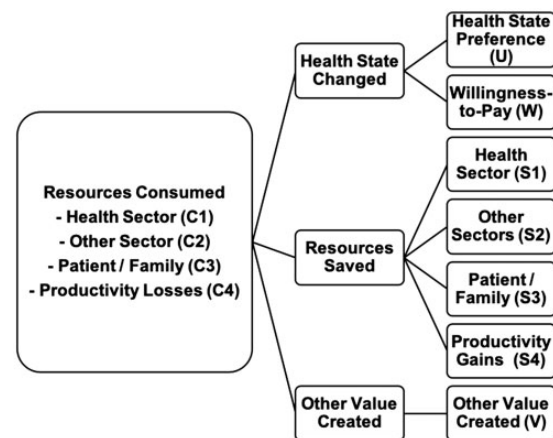 Resources Consumed
- Health Sector (C1)
- Other Sector (C2)
- Patient / Family (C3)
- Productivity Losses (C4)
Health State
Changed
Health State
Preference
(U)
Willingness-
to-Pay (W)
Resources
Saved
Health
Sector (S1)
Other
Sectors (S2)
Patient /
Family (S3)
Productivity
Gains (S4)
Other Value
Created
Other Value
Created (V)